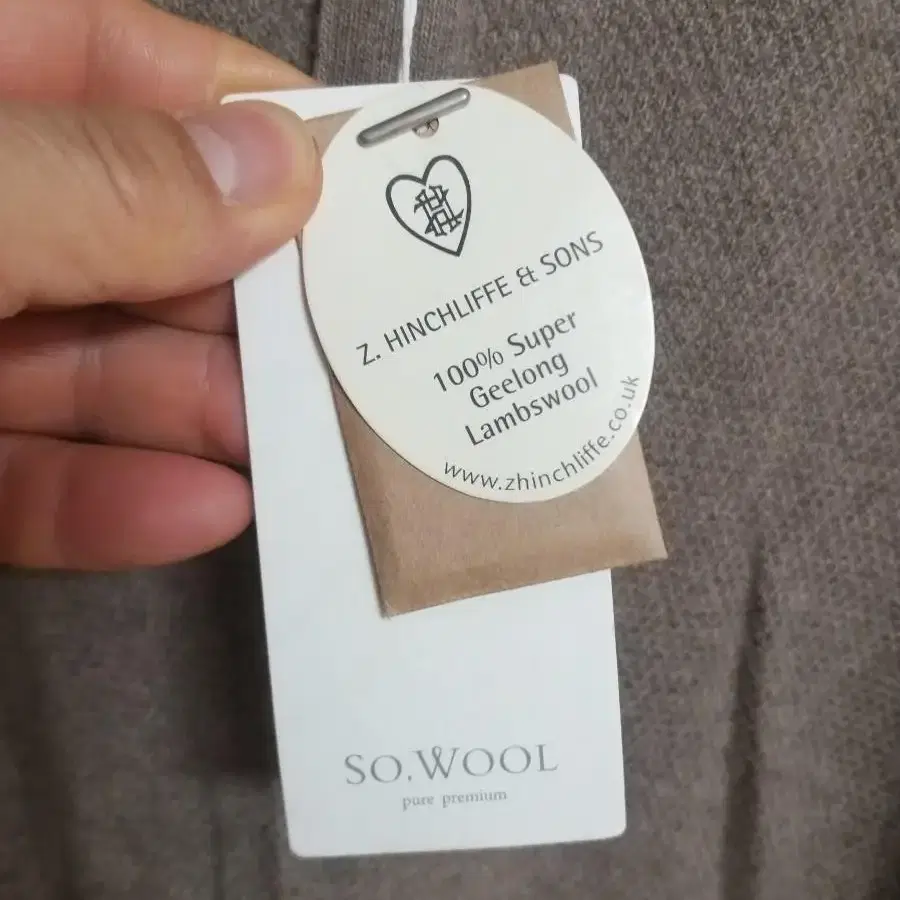 Z. HINCHLIFFE & SONS
100% Super
Geelong
Lambswool
www.zhinchliffe.co.uk
SO.WOOL
pure premium